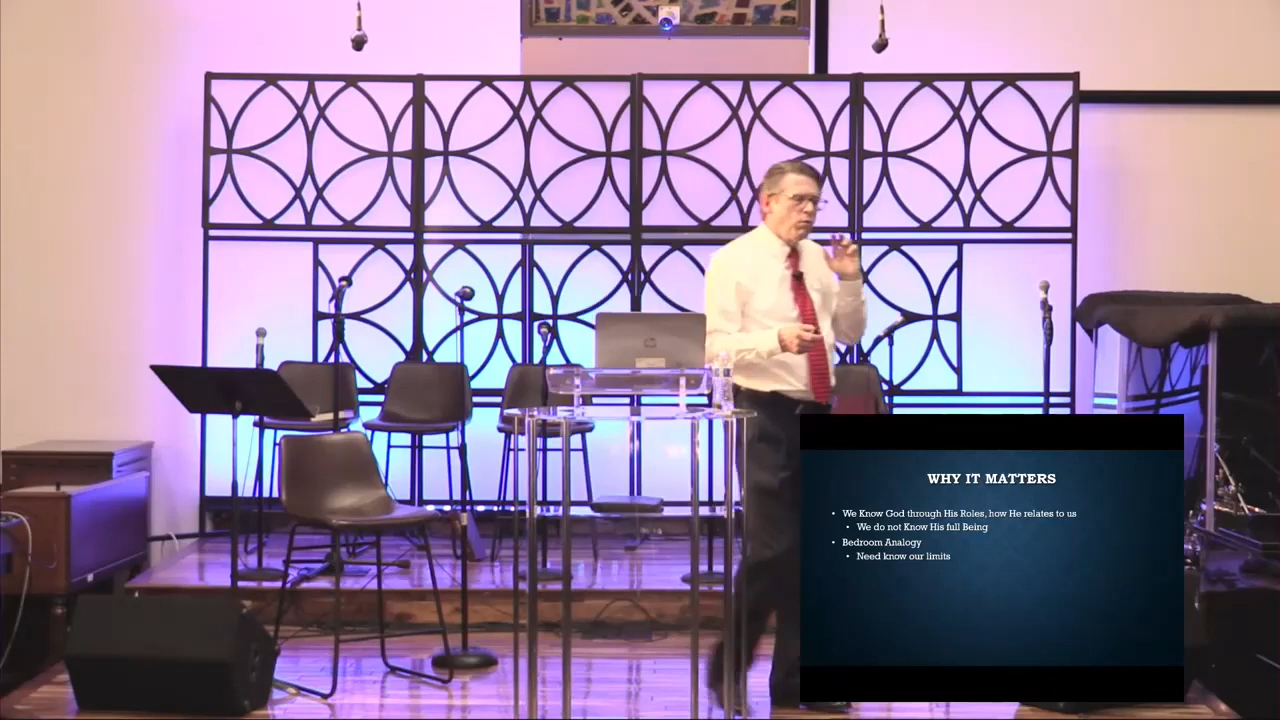 WHY IT MATTERS
• We Know God through His Roles, how He relates to us
• We do not Know His full Being
• Bedroom Analogy
• Need know our limits